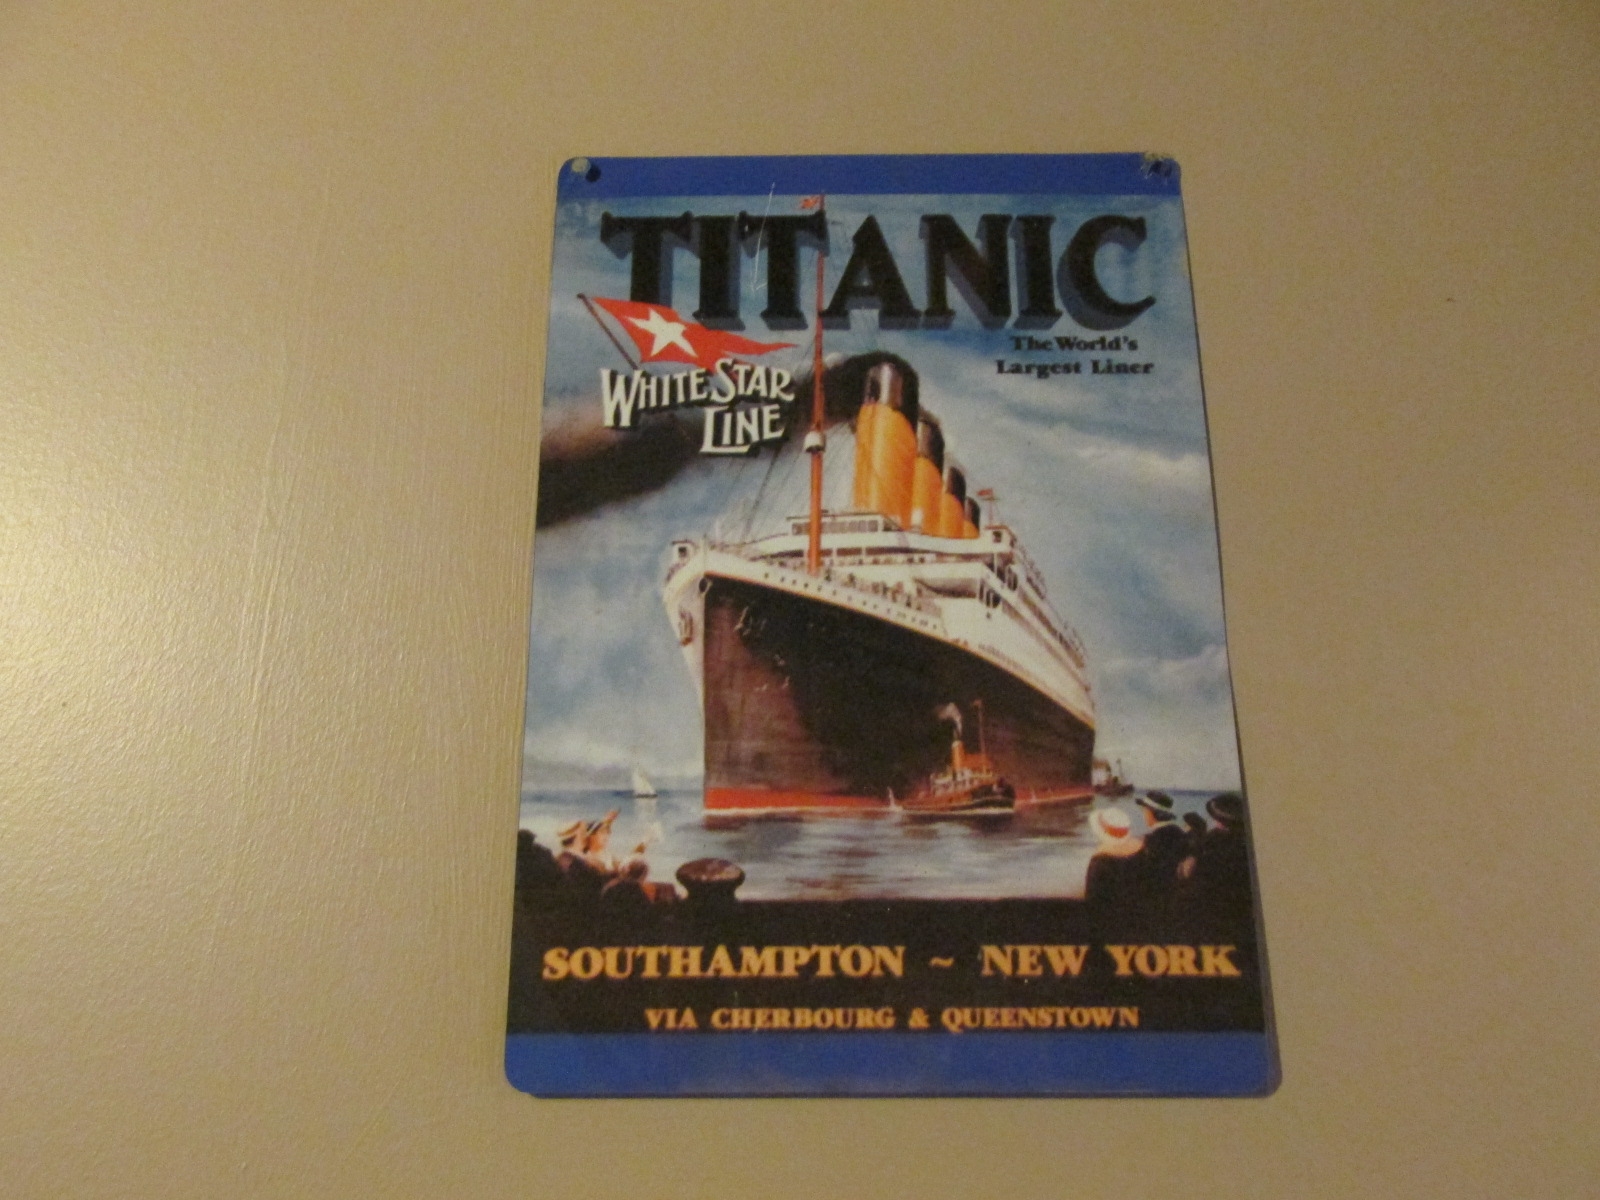 TITANIC
The World's
Largest Liner
WHITE STAR
LINE
SOUTHAMPTON ~ NEW YORK
VIA CHERBOURG & QUEENSTOWN